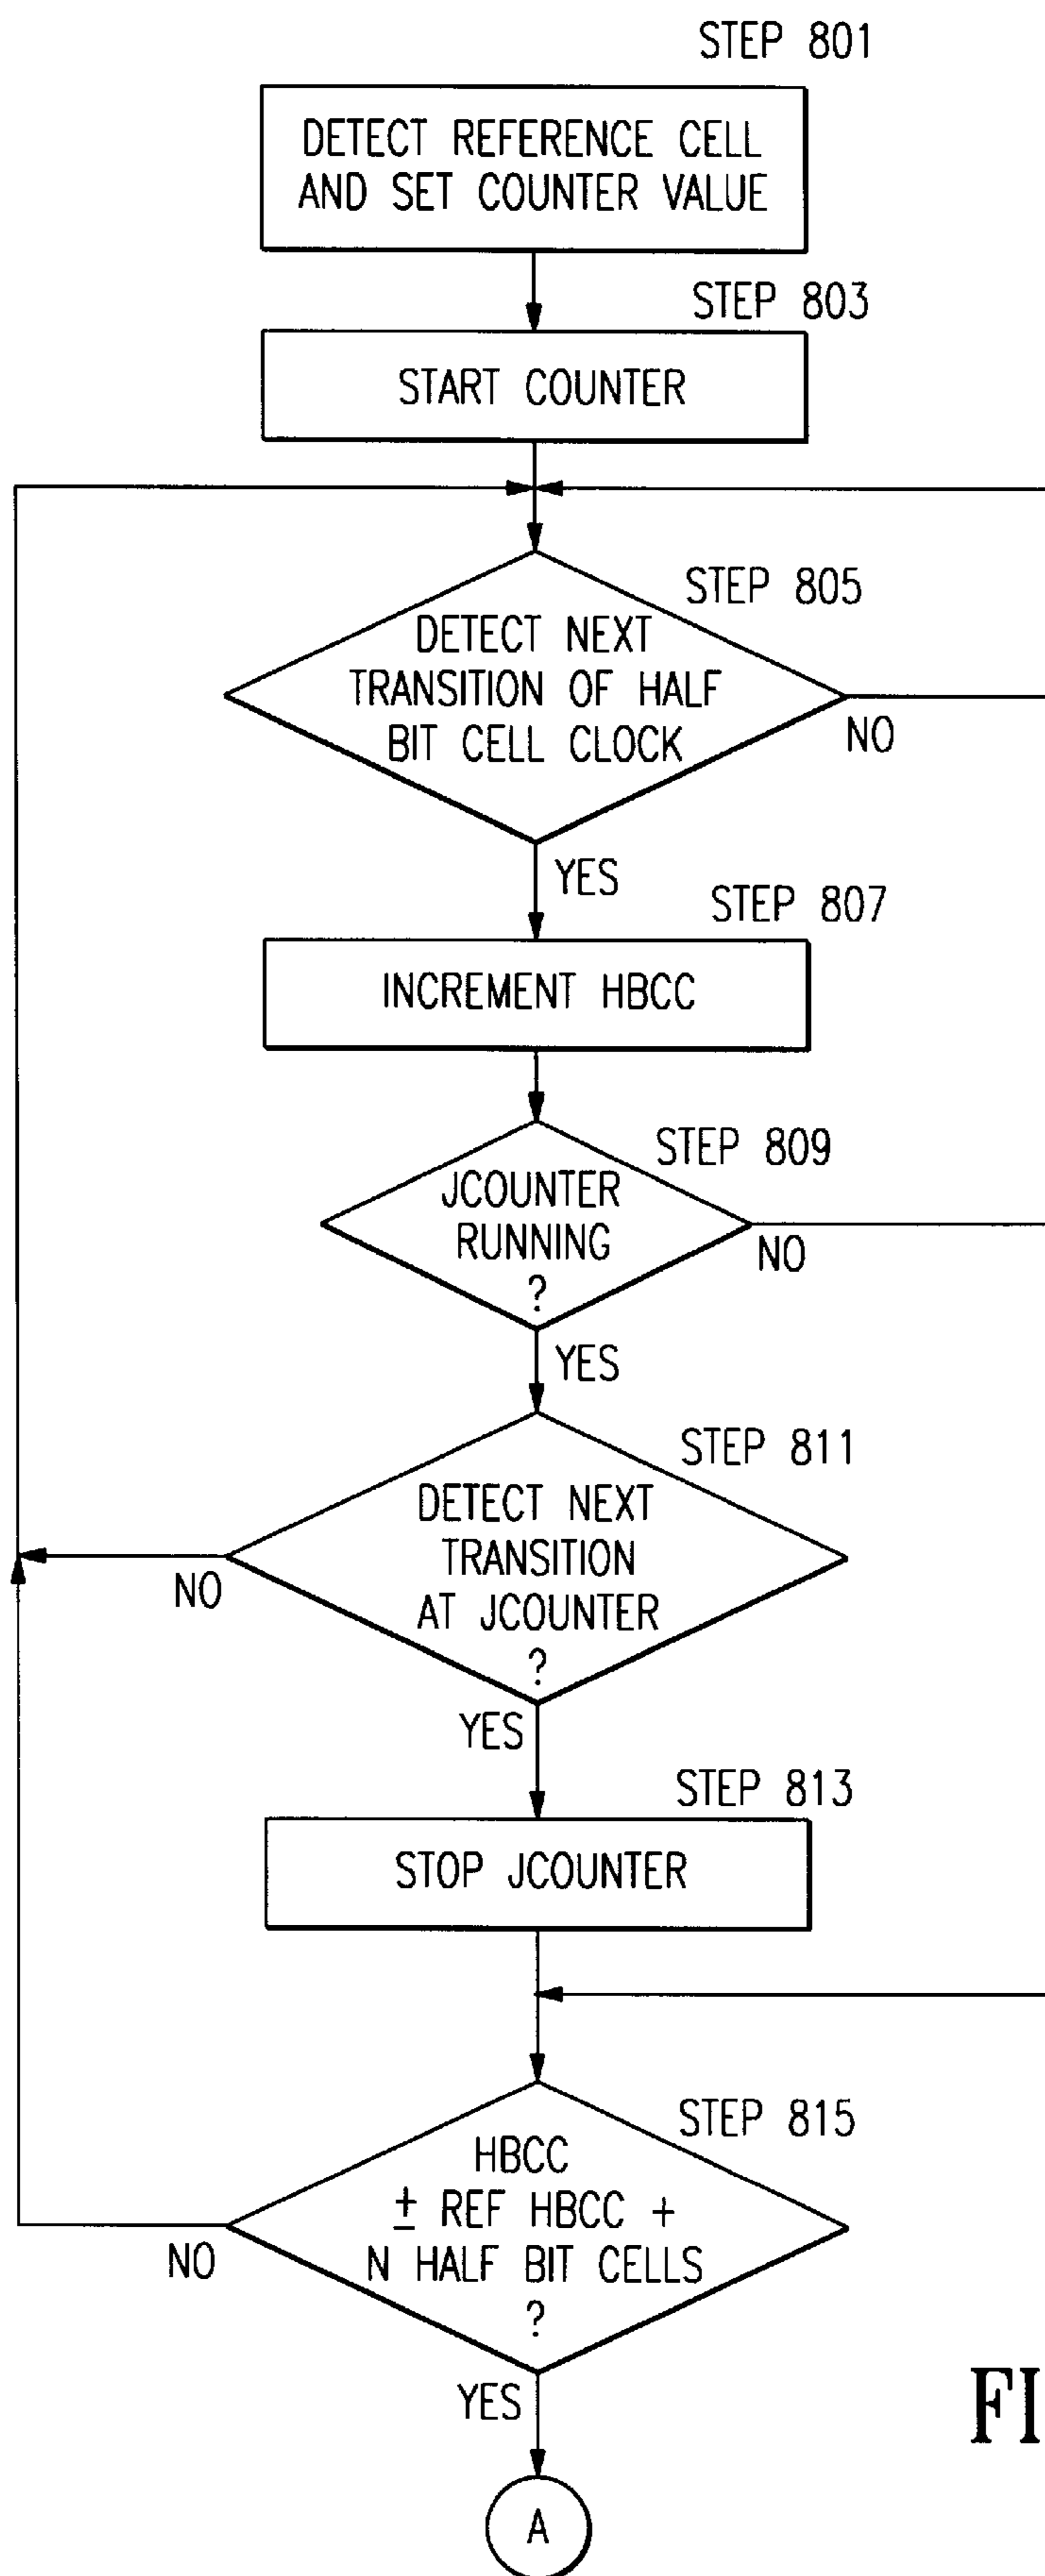 STEP 801
DETECT REFERENCE CELL
AND SET COUNTER VALUE
STEP 803
START COUNTER
STEP 805
DETECT NEXT
TRANSITION OF HALF
BIT CELL CLOCK
NO
YES
STEP 807
INCREMENT HBCC
STEP 809
JCOUNTER
RUNNING
?
NO
YES
STEP 811
DETECT NEXT
TRANSITION
AT JCOUNTER
?
NO
YES
STEP 813
STOP JCOUNTER
STEP 815
HBCC
± REF HBCC +
N HALF BIT CELLS
?
NO
YES
FI
A